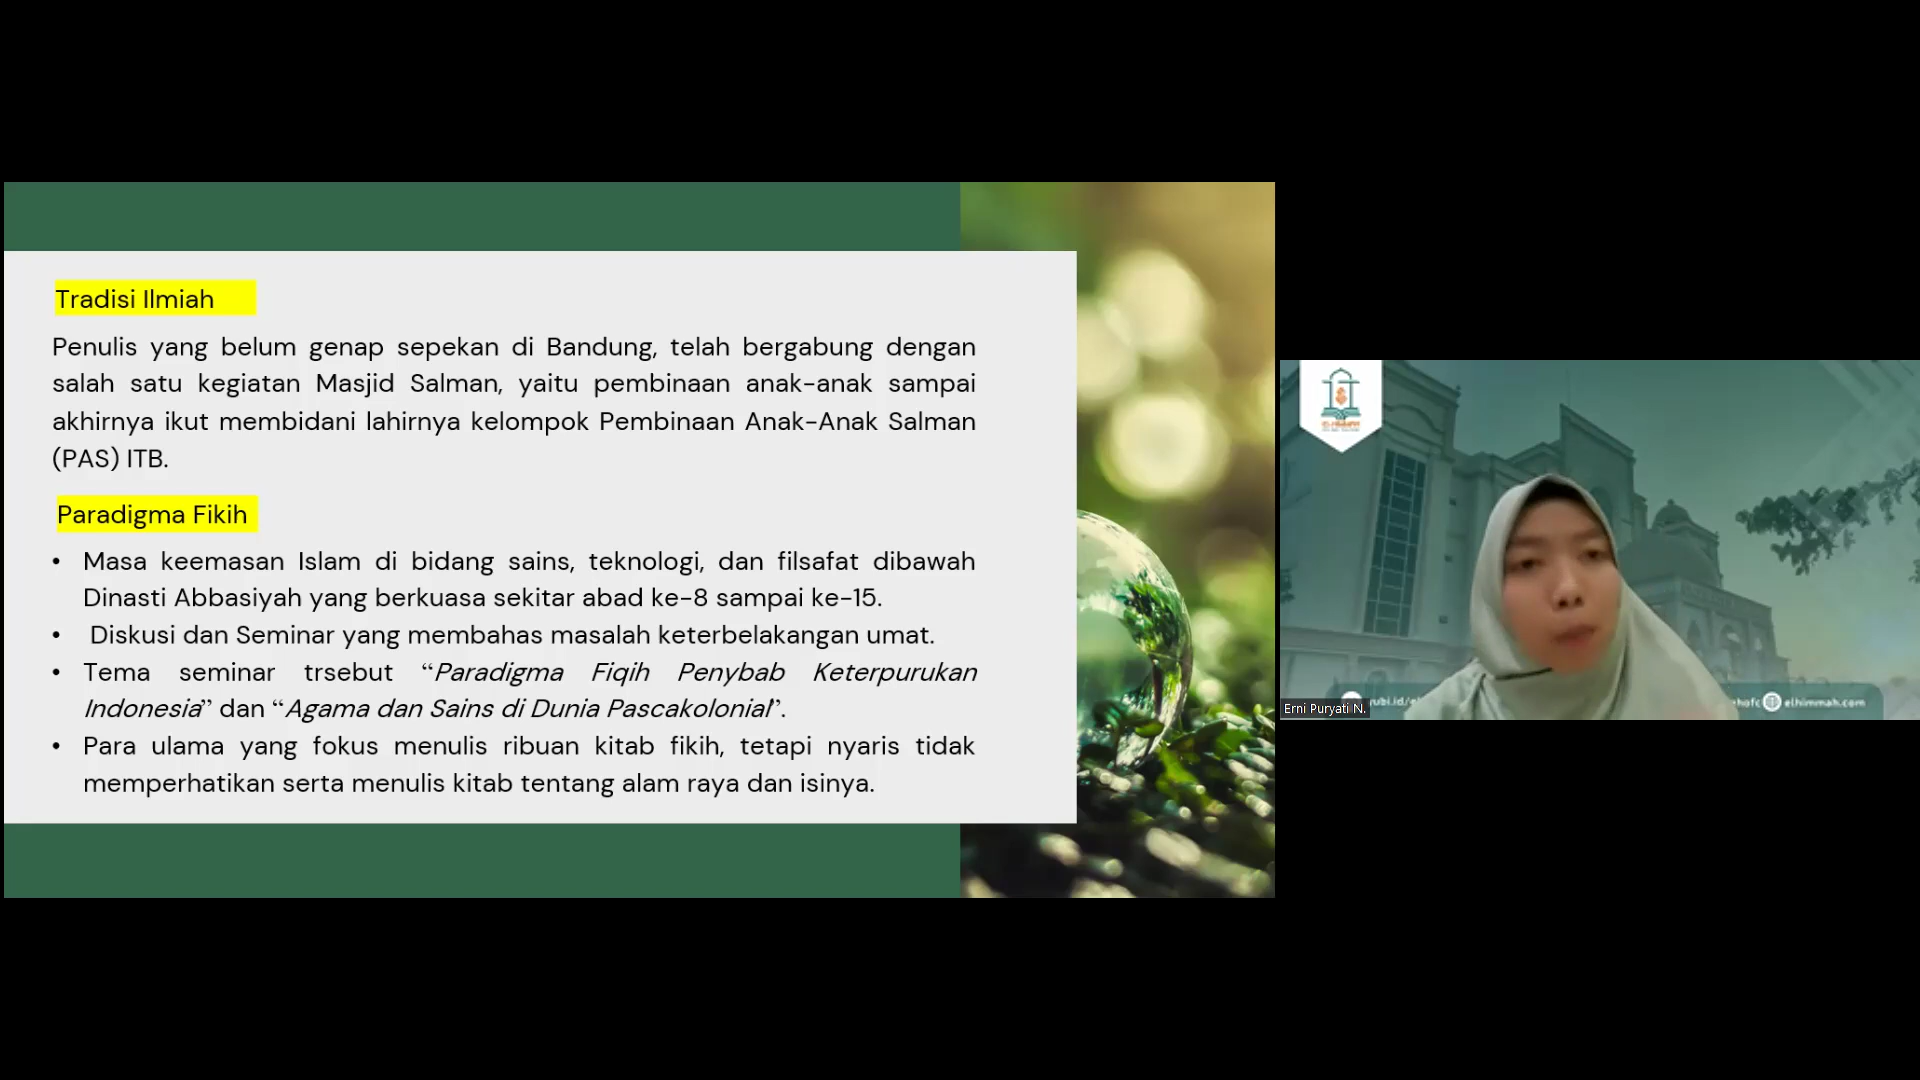 Tradisi Ilmiah
Penulis yang belum genap sepekan di Bandung, telah bergabung dengan
salah satu kegiatan Masjid Salman, yaitu pembinaan anak-anak sampai
akhirnya ikut membidani lahirnya kelompok Pembinaan Anak-Anak Salman
(PAS) ITB.
Paradigma Fikih
• Masa keemasan Islam di bidang sains, teknologi, dan filsafat dibawah
Dinasti Abbasiyah yang berkuasa sekitar abad ke-8 sampai ke-15.
• Diskusi dan Seminar yang membahas masalah keterbelakangan umat.
• Tema seminar trsebut “Paradigma Fiqih Penybab Keterpurukan
Indonesia” dan “Agama dan Sains di Dunia Pascakolonial”.
• Para ulama yang fokus menulis ribuan kitab fikih, tetapi nyaris tidak
memperhatikan serta menulis kitab tentang alam raya dan isinya.
Erni Puryati N.
elhimmah.com